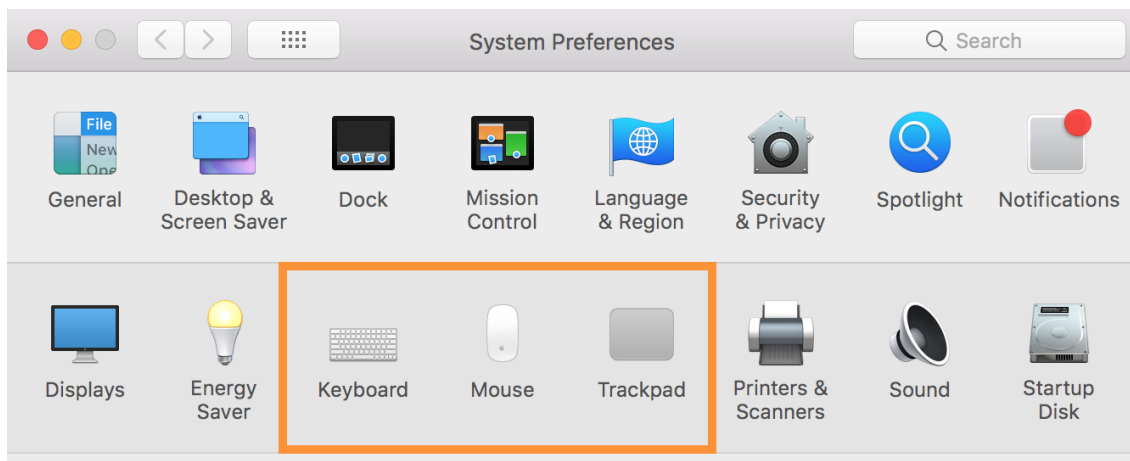 System Preferences
Search
File
New
Ope
General
Desktop &
Screen Saver
Dock
Mission
Control
Language
& Region
Security
& Privacy
Spotlight
Notifications
Displays
Energy
Saver
Keyboard
Mouse
Trackpad
Printers &
Scanners
Sound
Startup
Disk